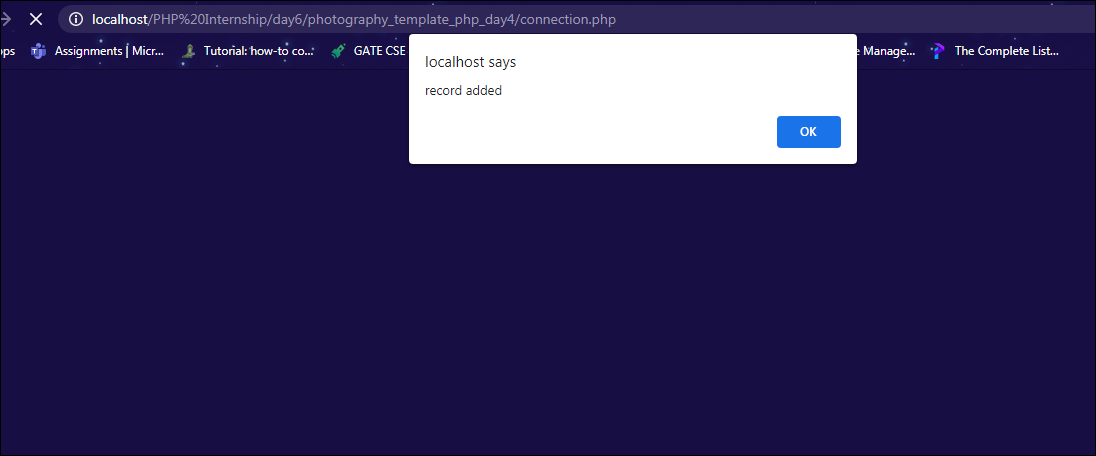 localhost/PHP%20Internship/day6/photography_template_php_day4/connection.php
ops Assignments | Micr... Tutorial: how-to co... GATE CSE e Manage... The Complete List...
localhost says
record added
OK